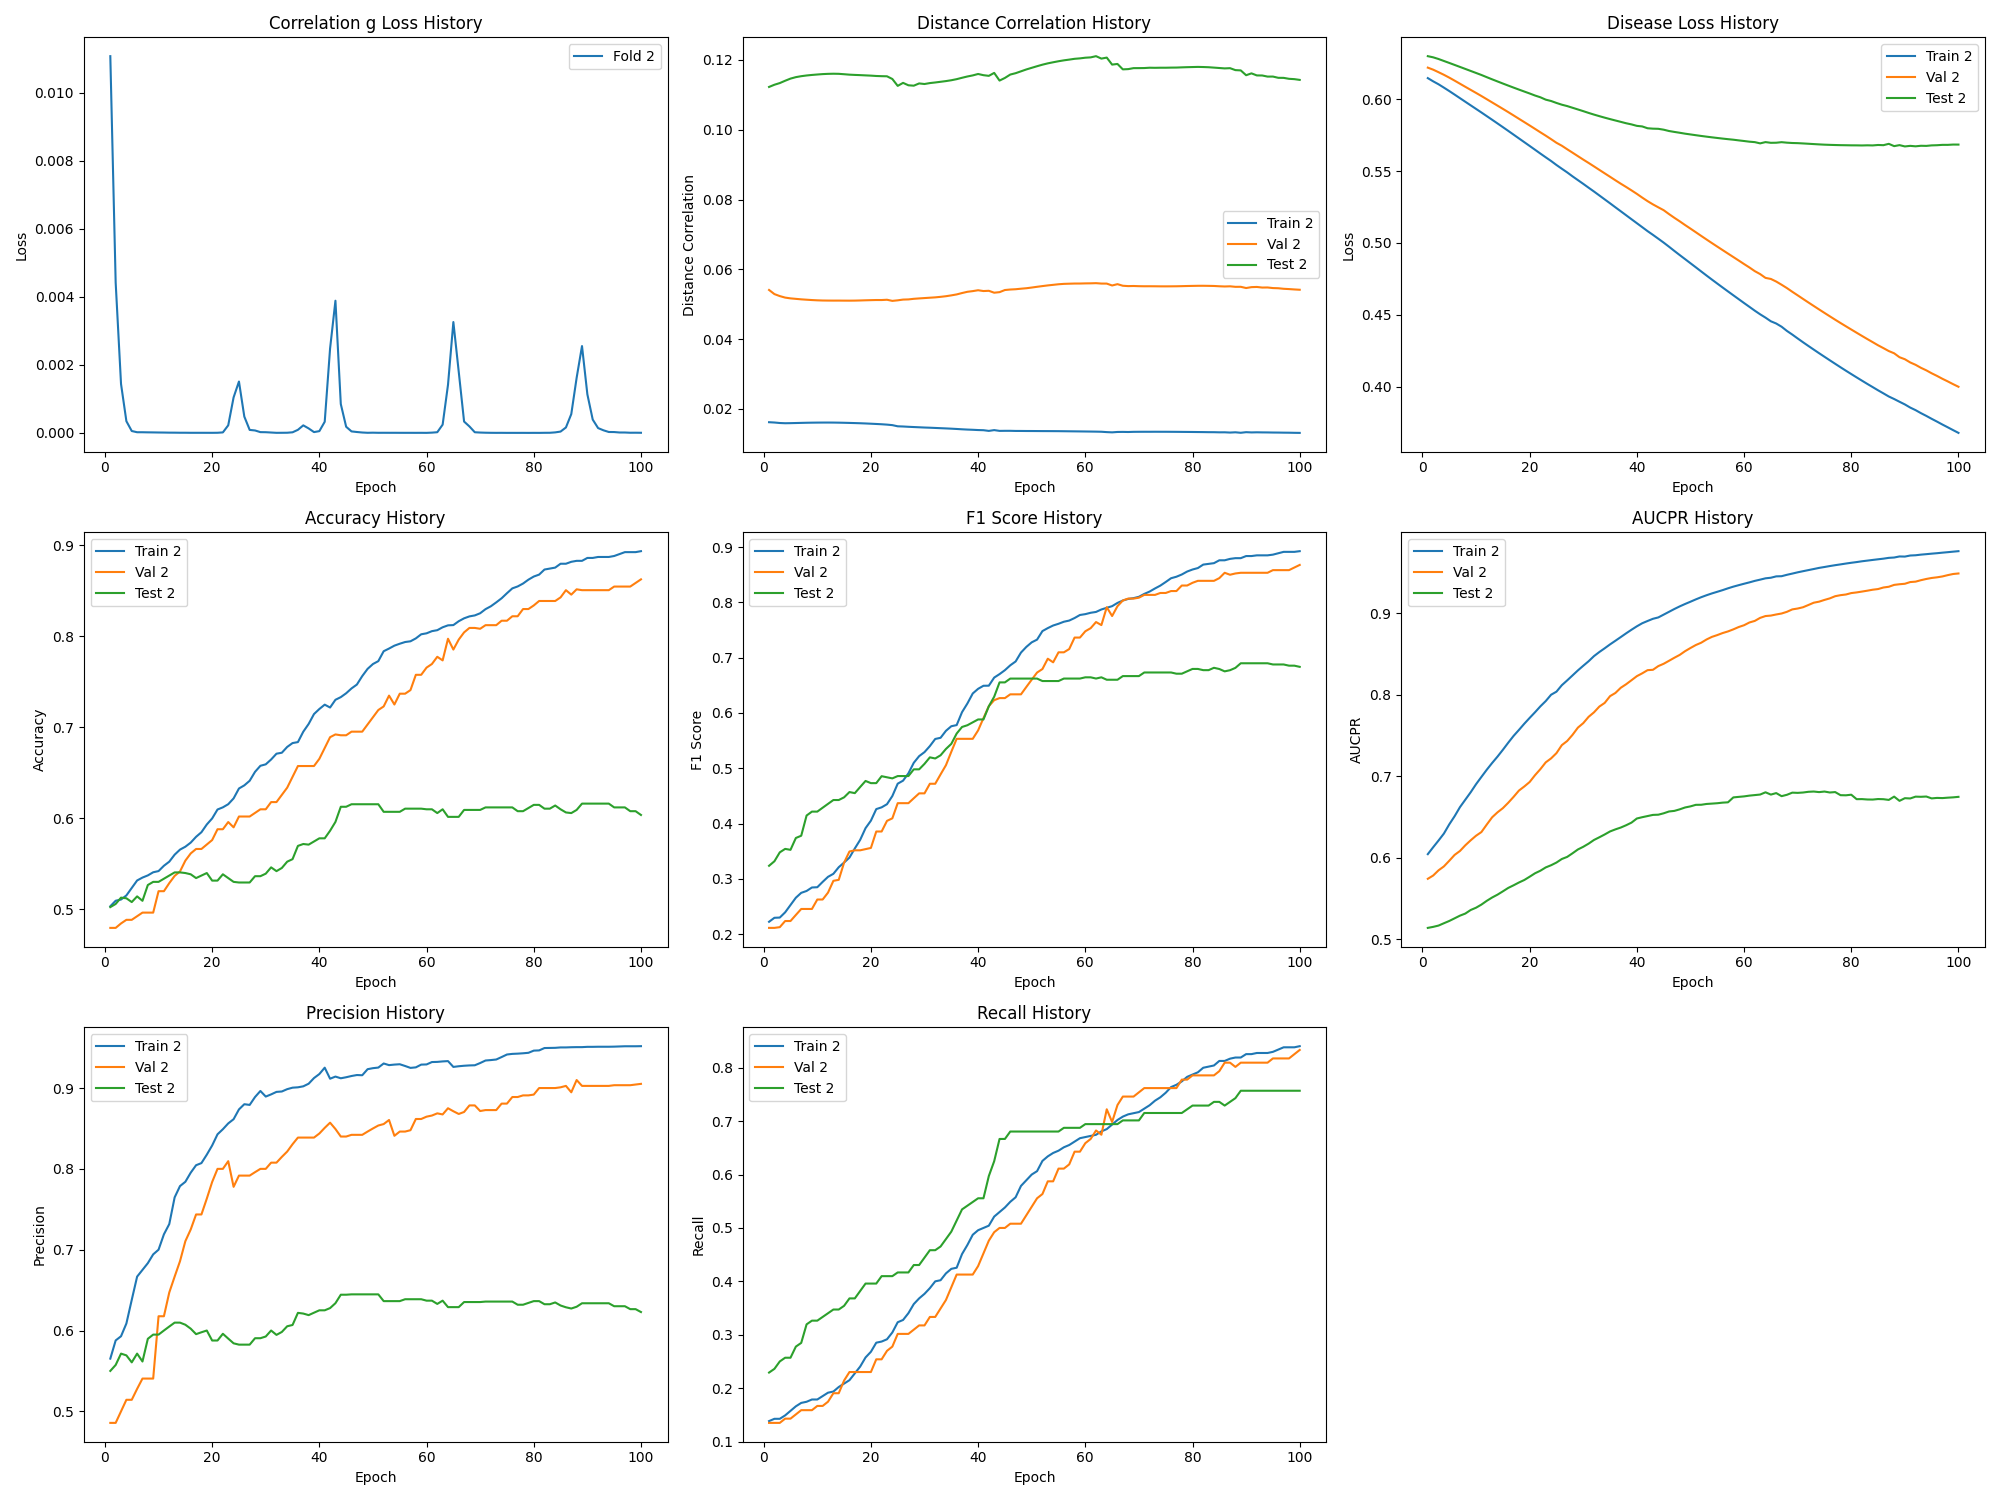 Correlation g Loss History
Loss
0.010
0.008
0.006
0.004
0.002
0.000
0 20 40 60 80 100
Epoch
Fold 2
Distance Correlation History
Distance Correlation
0.12
0.10
0.08
0.06
0.04
0.02
0 20 40 60 80 100
Epoch
Train 2
Val 2
Test 2
Disease Loss History
Loss
0.60
0.55
0.50
0.45
0.40
0 20 40 60 80 100
Epoch
Train 2
Val 2
Test 2
Accuracy History
Accuracy
0.9
0.8
0.7
0.6
0.5
0 20 40 60 80 100
Epoch
Train 2
Val 2
Test 2
F1 Score History
F1 Score
0.9
0.8
0.7
0.6
0.5
0.4
0.3
0.2
0 20 40 60 80 100
Epoch
Train 2
Val 2
Test 2
AUCPR History
AUCPR
0.9
0.8
0.7
0.6
0.5
0 20 40 60 80 100
Epoch
Train 2
Val 2
Test 2
Precision History
Precision
0.9
0.8
0.7
0.6
0.5
0 20 40 60 80 100
Epoch
Train 2
Val 2
Test 2
Recall History
Recall
0.8
0.7
0.6
0.5
0.4
0.3
0.2
0.1
0 20 40 60 80 100
Epoch
Train 2
Val 2
Test 2